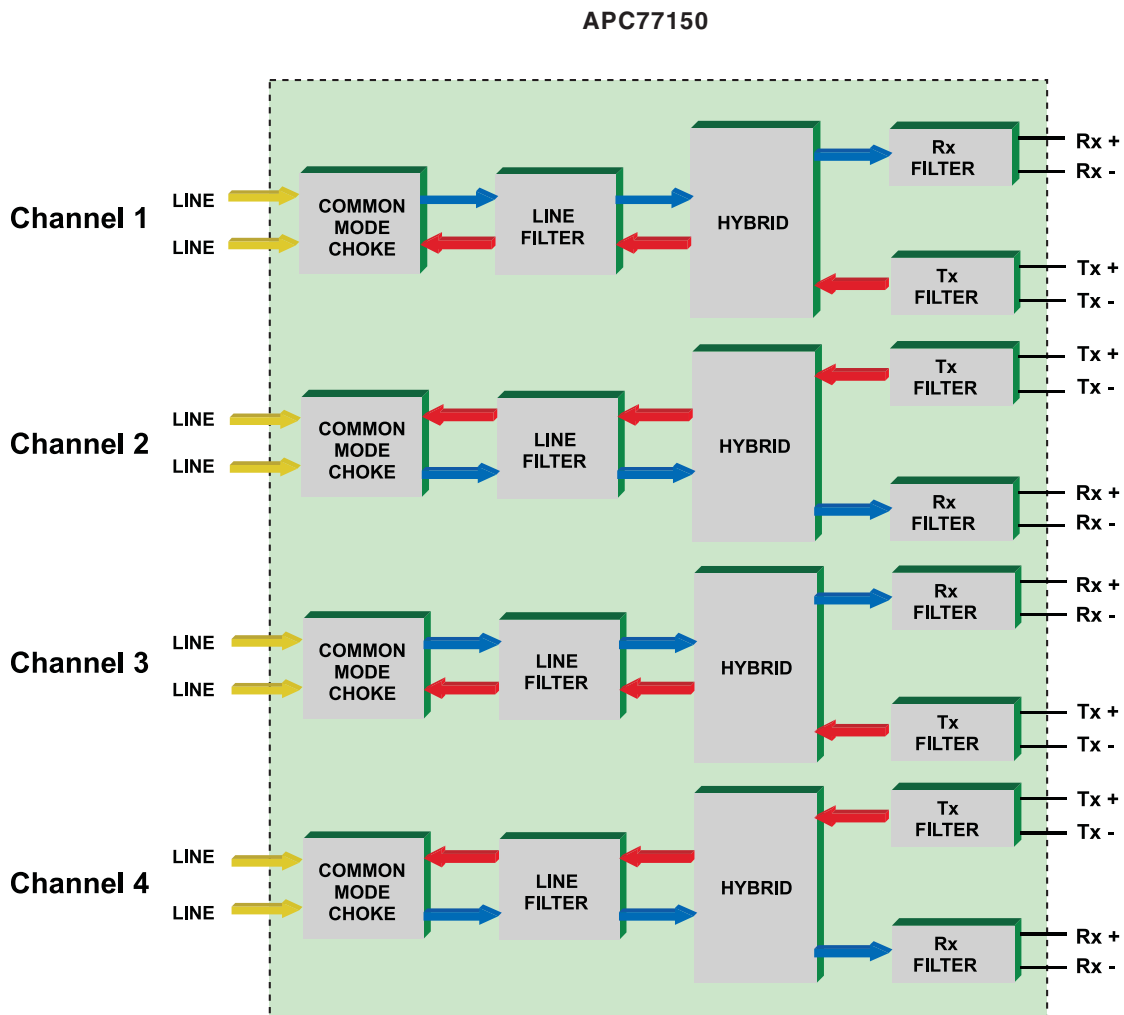 APC77150
Channel 1
LINE
LINE
COMMON
MODE
CHOKE
LINE
FILTER
HYBRID
Rx
FILTER
Rx +
Rx -
Tx
FILTER
Tx +
Tx -
Channel 2
LINE
LINE
COMMON
MODE
CHOKE
LINE
FILTER
HYBRID
Tx
FILTER
Tx +
Tx -
Rx
FILTER
Rx +
Rx -
Channel 3
LINE
LINE
COMMON
MODE
CHOKE
LINE
FILTER
HYBRID
Rx
FILTER
Rx +
Rx -
Tx
FILTER
Tx +
Tx -
Channel 4
LINE
LINE
COMMON
MODE
CHOKE
LINE
FILTER
HYBRID
Tx
FILTER
Tx +
Tx -
Rx
FILTER
Rx +
Rx -